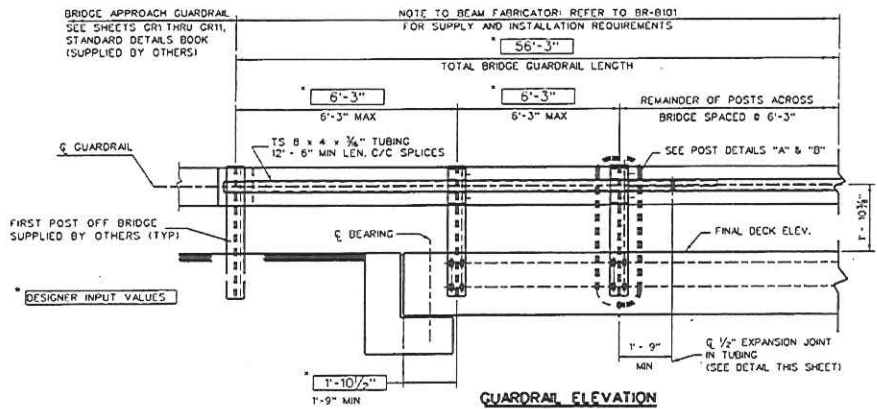 BRIDGE APPROACH GUARDRAIL
SEE SHEETS GR1 THRU GR11,
STANDARD DETAILS BOOK
(SUPPLIED BY OTHERS)
NOTE TO BEAM FABRICATOR: REFER TO BR-B101
FOR SUPPLY AND INSTALLATION REQUIREMENTS
* 56'-3"
TOTAL BRIDGE GUARDRAIL LENGTH
* 6'-3"
6'-3" MAX
* 6'-3"
6'-3" MAX
REMAINDER OF POSTS ACROSS
BRIDGE SPACED @ 6'-3"
℄ GUARDRAIL
TS 8 x 4 x 3/16" TUBING
12' - 6" MIN LEN. C/C SPLICES
SEE POST DETAILS "A" & "B"
FIRST POST OFF BRIDGE
SUPPLIED BY OTHERS (TYP)
℄ BEARING
FINAL DECK ELEV.
* DESIGNER INPUT VALUES
* 1'-10 1/2"
1'-9" MIN
1' - 9"
MIN
℄ 1/2" EXPANSION JOINT
IN TUBING
(SEE DETAL THIS SHEET)
GUARDRAIL ELEVATION